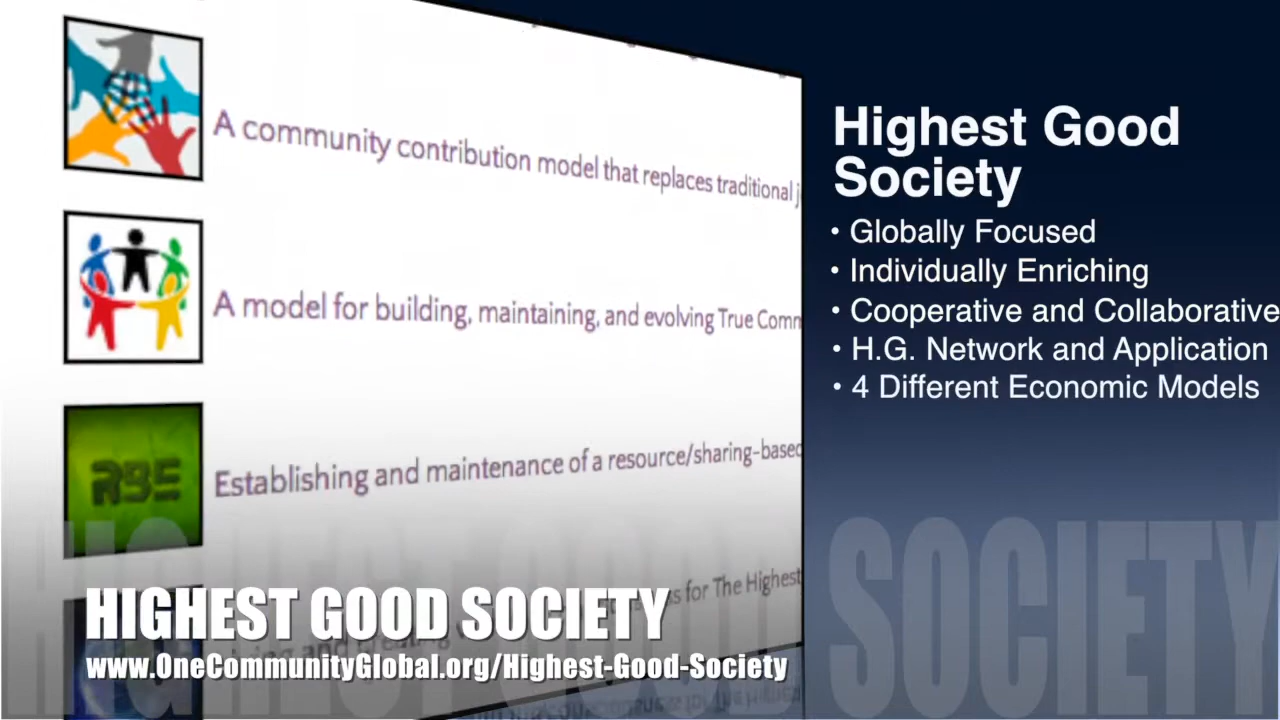 A community contribution model that replaces traditional
A model for building, maintaining, and evolving True
RBE
Establishing and maintenance of a resource/sharing-based
for The Highest
Highest Good
Society
• Globally Focused
• Individually Enriching
• Cooperative and Collaborative
• H.G. Network and Application
• 4 Different Economic Models
HIGHEST GOOD SOCIETY
HIGHEST GOOD SOCIETY
www.OneCommunityGlobal.org/Highest-Good-Society